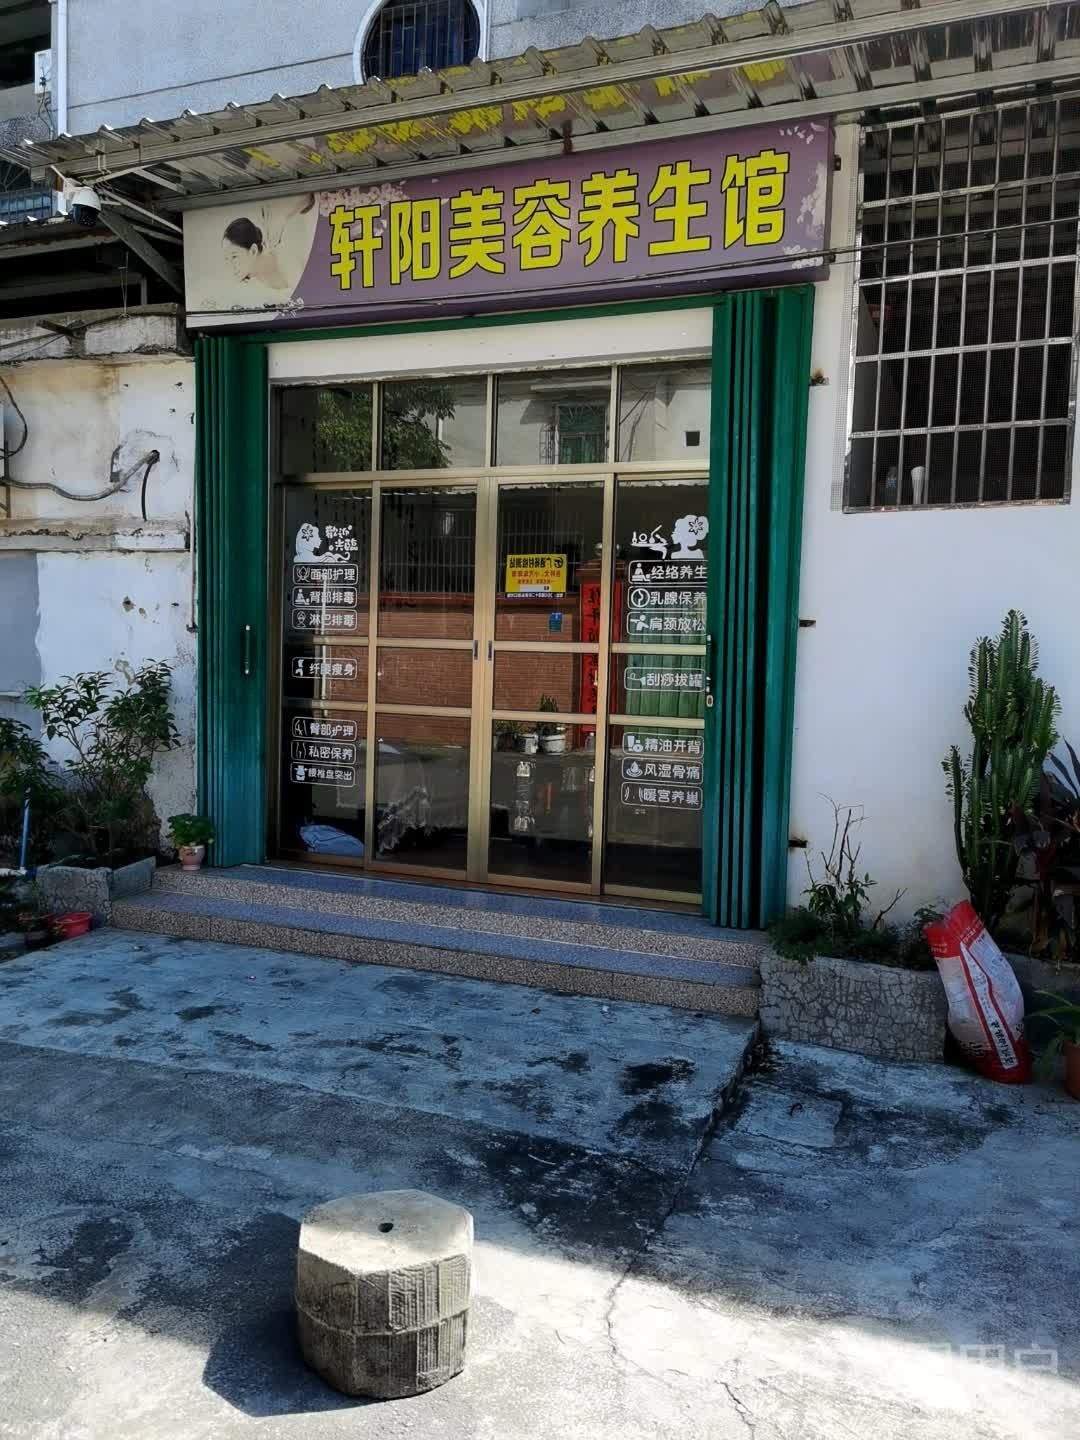 轩阳美容养生馆
歡迎
光臨
面部护理
背部排毒
淋巴排毒
纤腰瘦身
臀部护理
私密保养
腰椎盘突出
经络养生
乳腺保养
肩颈放松
刮痧拔罐
精油开背
风湿骨痛
暖宫养巢